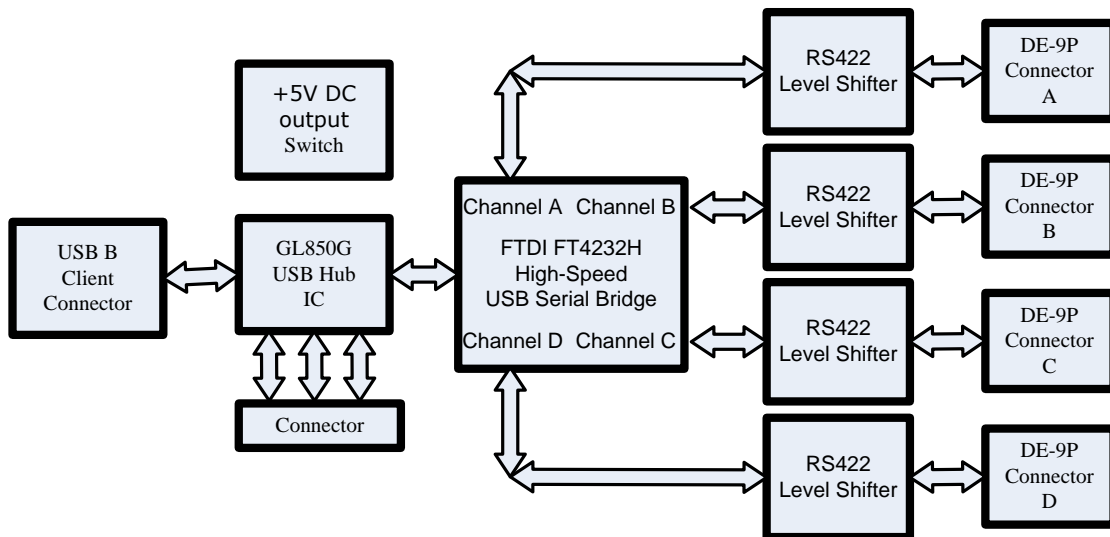 +5V DC
output
Switch
USB B
Client
Connector
GL850G
USB Hub
IC
Connector
Channel A Channel B
FTDI FT4232H
High-Speed
USB Serial Bridge
Channel D Channel C
RS422
Level Shifter
DE-9P
Connector
A
RS422
Level Shifter
DE-9P
Connector
B
RS422
Level Shifter
DE-9P
Connector
C
RS422
Level Shifter
DE-9P
Connector
D